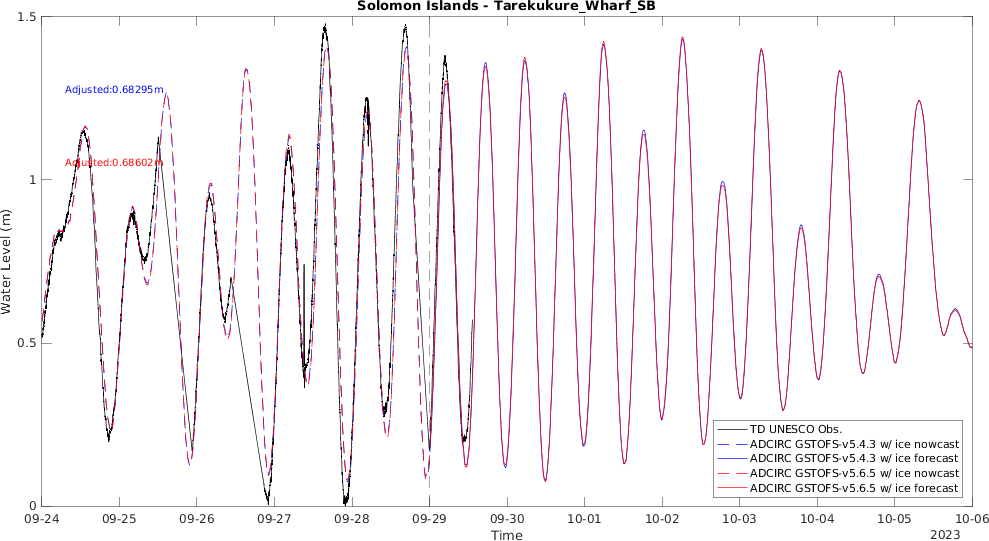 Solomon Islands - Tarekukure_Wharf_SB
1.5
Adjusted:0.68295m
Adjusted:0.68602m
1
Water Level (m)
0.5
0
TD UNESCO Obs.
ADCIRC GSTOFS-v5.4.3 w/ ice nowcast
ADCIRC GSTOFS-v5.4.3 w/ ice forecast
ADCIRC GSTOFS-v5.6.5 w/ ice nowcast
ADCIRC GSTOFS-v5.6.5 w/ ice forecast
09-24 09-25 09-26 09-27 09-28 09-29 09-30 10-01 10-02 10-03 10-04 10-05 10-06
Time
2023